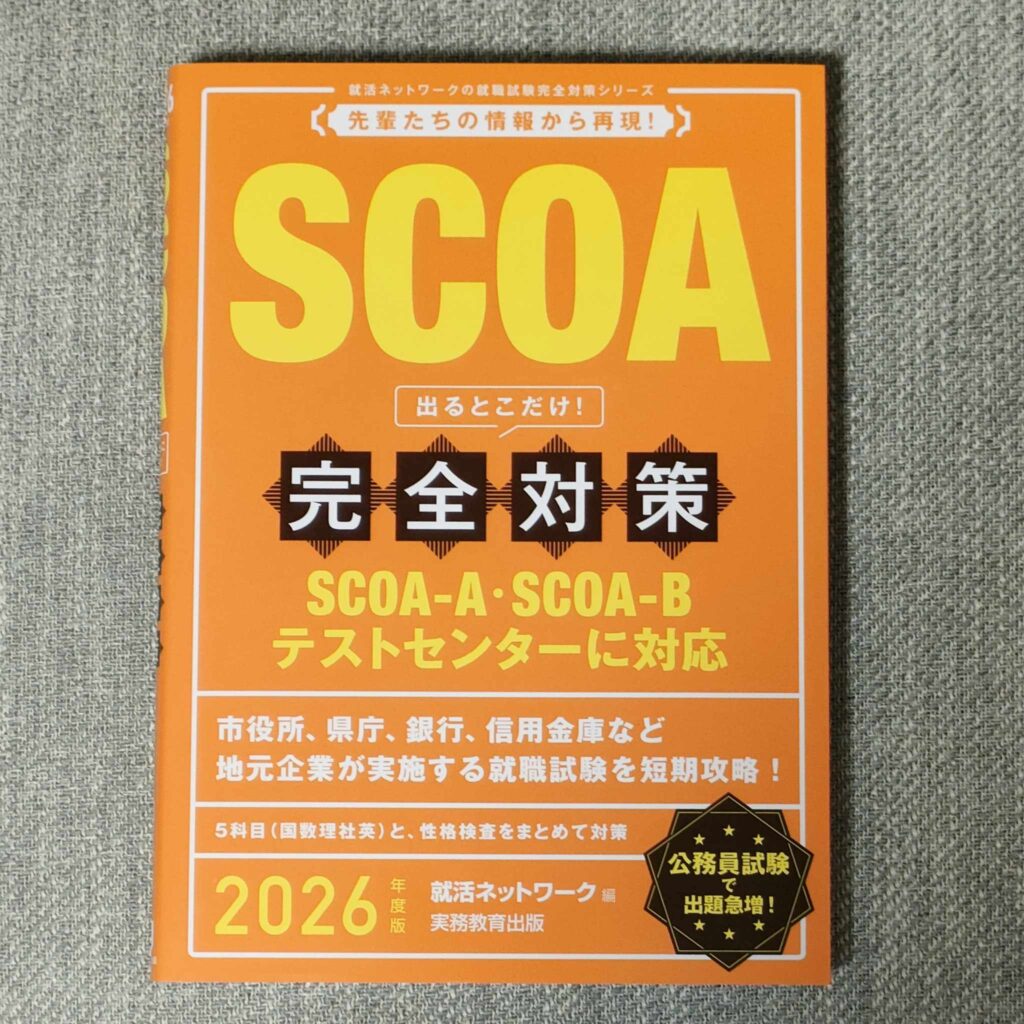 就活ネットワークの就職試験完全対策シリーズ
先輩たちの情報から再現！
SCOA
出るとこだけ！
完全対策
SCOA-A・SCOA-B
テストセンターに対応
市役所、県庁、銀行、信用金庫など
地元企業が実施する就職試験を短期攻略！
5科目（国数理社英）と、性格検査をまとめて対策
2026年度版
就活ネットワーク 編
実務教育出版
公務員試験
で
出題急増！